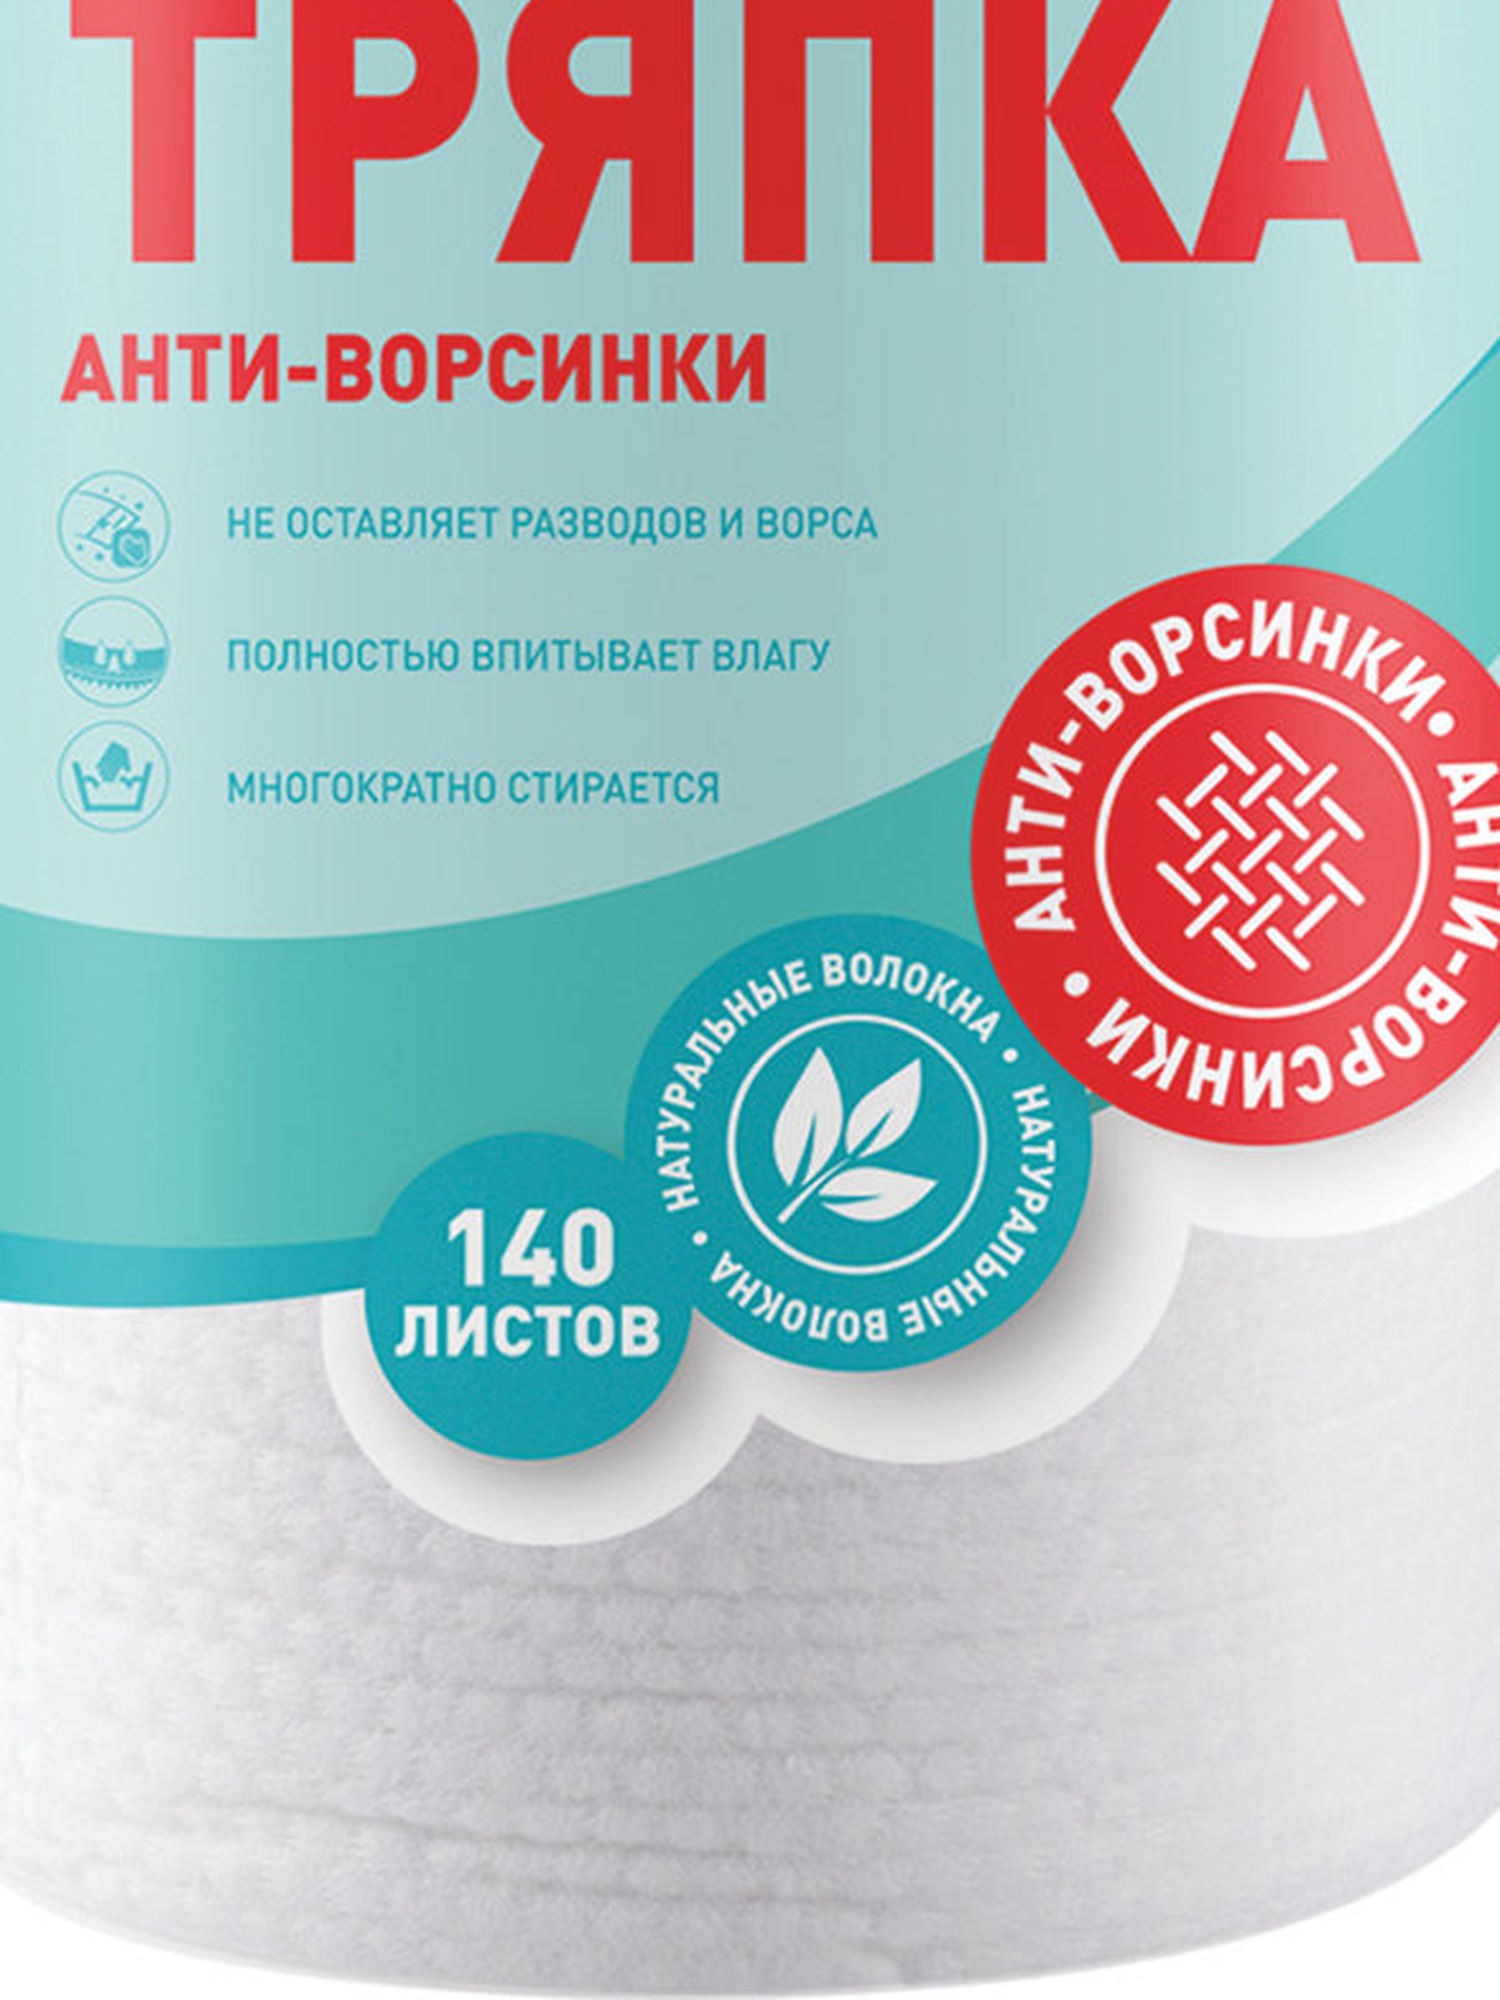 ТРЯПКА
АНТИ-ВОРСИНКИ
НЕ ОСТАВЛЯЕТ РАЗВОДОВ И ВОРСА
ПОЛНОСТЬЮ ВПИТЫВАЕТ ВЛАГУ
МНОГОКРАТНО СТИРАЕТСЯ
АНТИ-ВОРСИНКИ • АНТИ-ВОРСИНКИ •
НАТУРАЛЬНЫЕ ВОЛОКНА • НАТУРАЛЬНЫЕ ВОЛОКНА •
140
ЛИСТОВ